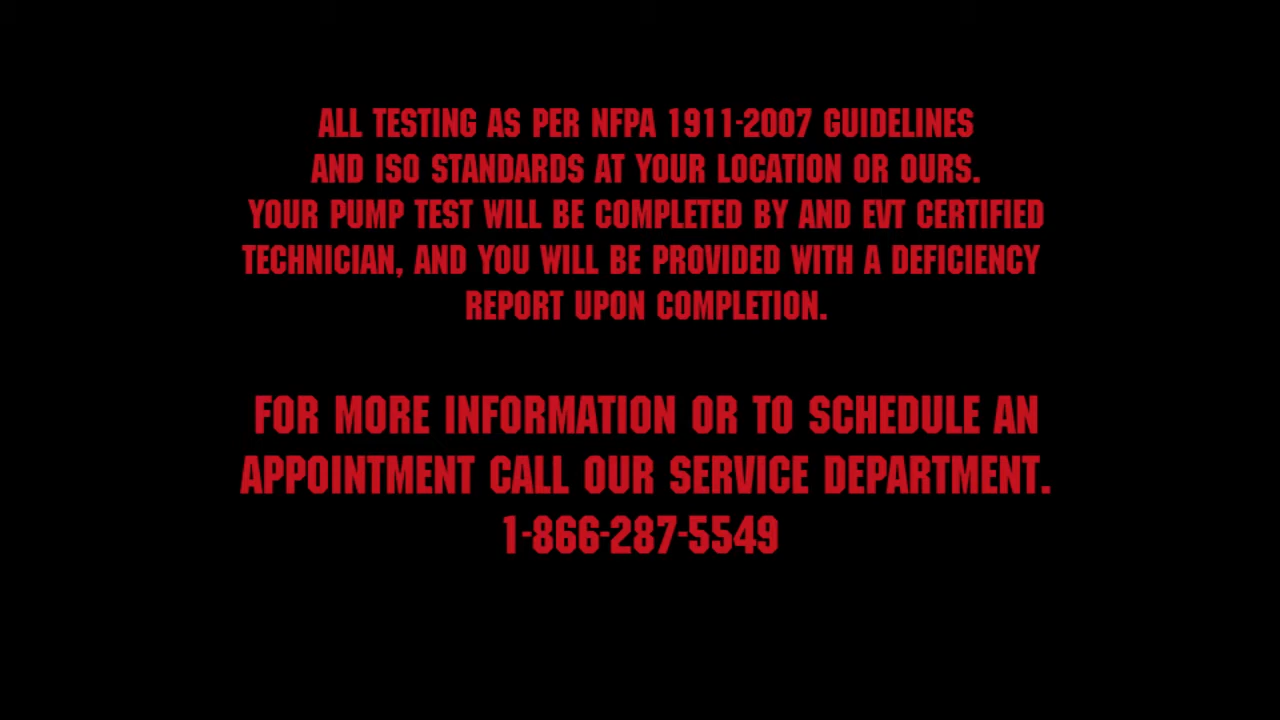 ALL TESTING AS PER NFPA 1911-2007 GUIDELINES
AND ISO STANDARDS AT YOUR LOCATION OR OURS.
YOUR PUMP TEST WILL BE COMPLETED BY AND EVT CERTIFIED
TECHNICIAN, AND YOU WILL BE PROVIDED WITH A DEFICIENCY
REPORT UPON COMPLETION.
FOR MORE INFORMATION OR TO SCHEDULE AN
APPOINTMENT CALL OUR SERVICE DEPARTMENT.
1-866-287-5549